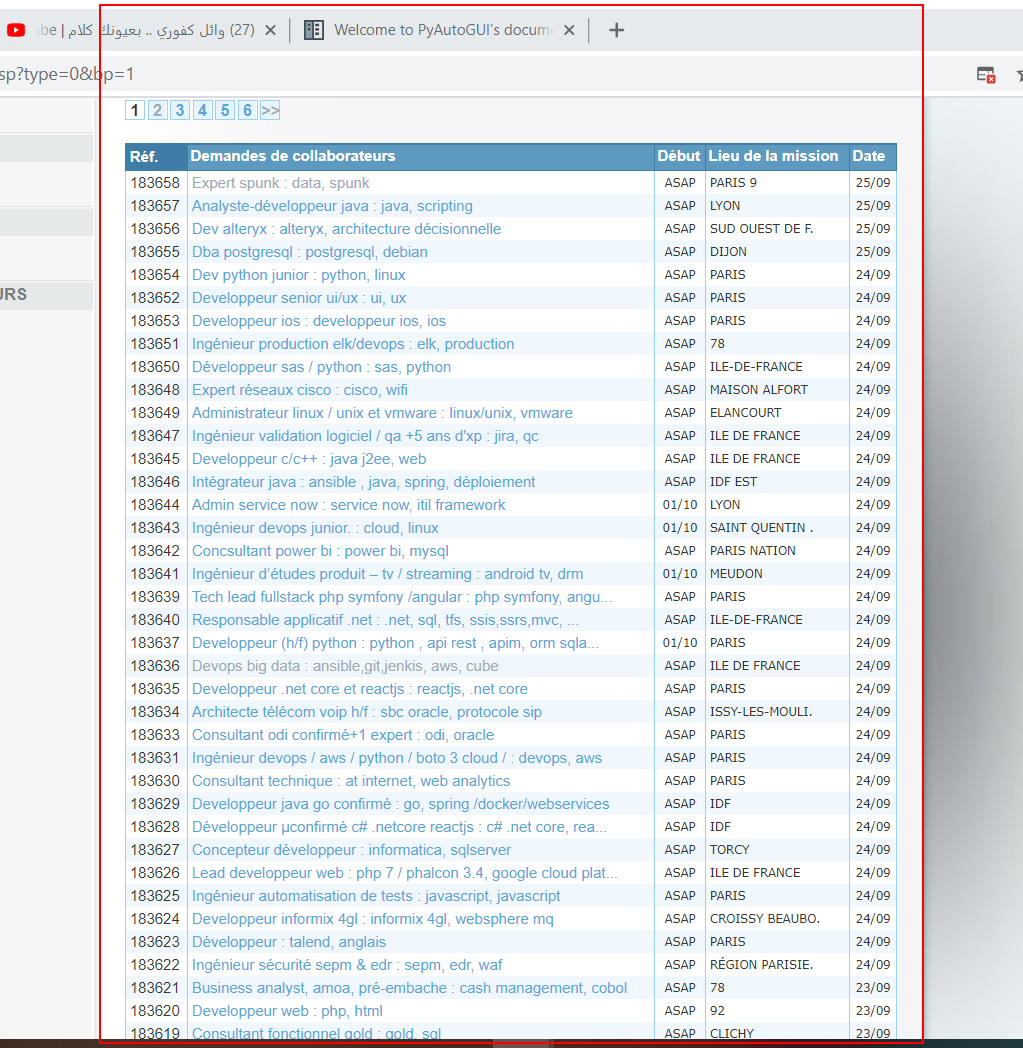 be | وائل كفوري .. بعيونك كلام (27)
Welcome to PyAutoGUI's docum
sp?type=0&bp=1
1 2 3 4 5 6 >>
URS
Réf. Demandes de collaborateurs Début Lieu de la mission Date
183658 Expert spunk : data, spunk ASAP PARIS 9 25/09
183657 Analyste-développeur java : java, scripting ASAP LYON 25/09
183656 Dev alteryx : alteryx, architecture décisionnelle ASAP SUD OUEST DE F. 25/09
183655 Dba postgresql : postgresql, debian ASAP DIJON 25/09
183654 Dev python junior : python, linux ASAP PARIS 24/09
183652 Developpeur senior ui/ux : ui, ux ASAP PARIS 24/09
183653 Developpeur ios : developpeur ios, ios ASAP PARIS 24/09
183651 Ingénieur production elk/devops : elk, production ASAP 78 24/09
183650 Développeur sas / python : sas, python ASAP ILE-DE-FRANCE 24/09
183648 Expert réseaux cisco : cisco, wifi ASAP MAISON ALFORT 24/09
183649 Administrateur linux / unix et vmware : linux/unix, vmware ASAP ELANCOURT 24/09
183647 Ingénieur validation logiciel / qa +5 ans d'xp : jira, qc ASAP ILE DE FRANCE 24/09
183645 Developpeur c/c++ : java j2ee, web ASAP ILE DE FRANCE 24/09
183646 Intégrateur java : ansible , java, spring, déploiement ASAP IDF EST 24/09
183644 Admin service now : service now, itil framework 01/10 LYON 24/09
183643 Ingénieur devops junior. : cloud, linux 01/10 SAINT QUENTIN . 24/09
183642 Concsultant power bi : power bi, mysql ASAP PARIS NATION 24/09
183641 Ingénieur d’études produit – tv / streaming : android tv, drm 01/10 MEUDON 24/09
183639 Tech lead fullstack php symfony /angular : php symfony, angu... ASAP PARIS 24/09
183640 Responsable applicatif .net : .net, sql, tfs, ssis,ssrs,mvc, ... ASAP ILE-DE-FRANCE 24/09
183637 Developpeur (h/f) python : python , api rest , apim, orm sqla... 01/10 PARIS 24/09
183636 Devops big data : ansible,git,jenkis, aws, cube ASAP ILE DE FRANCE 24/09
183635 Developpeur .net core et reactjs : reactjs, .net core ASAP PARIS 24/09
183634 Architecte télécom voip h/f : sbc oracle, protocole sip ASAP ISSY-LES-MOULI. 24/09
183633 Consultant odi confirmé+1 expert : odi, oracle ASAP PARIS 24/09
183631 Ingénieur devops / aws / python / boto 3 cloud / : devops, aws ASAP PARIS 24/09
183630 Consultant technique : at internet, web analytics ASAP PARIS 24/09
183629 Developpeur java go confirmé : go, spring /docker/webservices ASAP IDF 24/09
183628 Développeur µconfirmé c# .netcore reactjs : c# .net core, rea... ASAP IDF 24/09
183627 Concepteur développeur : informatica, sqlserver ASAP TORCY 24/09
183626 Lead developpeur web : php 7 / phalcon 3.4, google cloud plat... ASAP ILE DE FRANCE 24/09
183625 Ingénieur automatisation de tests : javascript, javascript ASAP PARIS 24/09
183624 Developpeur informix 4gl : informix 4gl, websphere mq ASAP CROISSY BEAUBO. 24/09
183623 Développeur : talend, anglais ASAP PARIS 24/09
183622 Ingénieur sécurité sepm & edr : sepm, edr, waf ASAP RÉGION PARISIE. 24/09
183621 Business analyst, amoa, pré-embache : cash management, cobol ASAP 78 23/09
183620 Developpeur web : php, html ASAP 92 23/09
183619 Consultant fonctionnel gold : gold, sql ASAP CLICHY 23/09